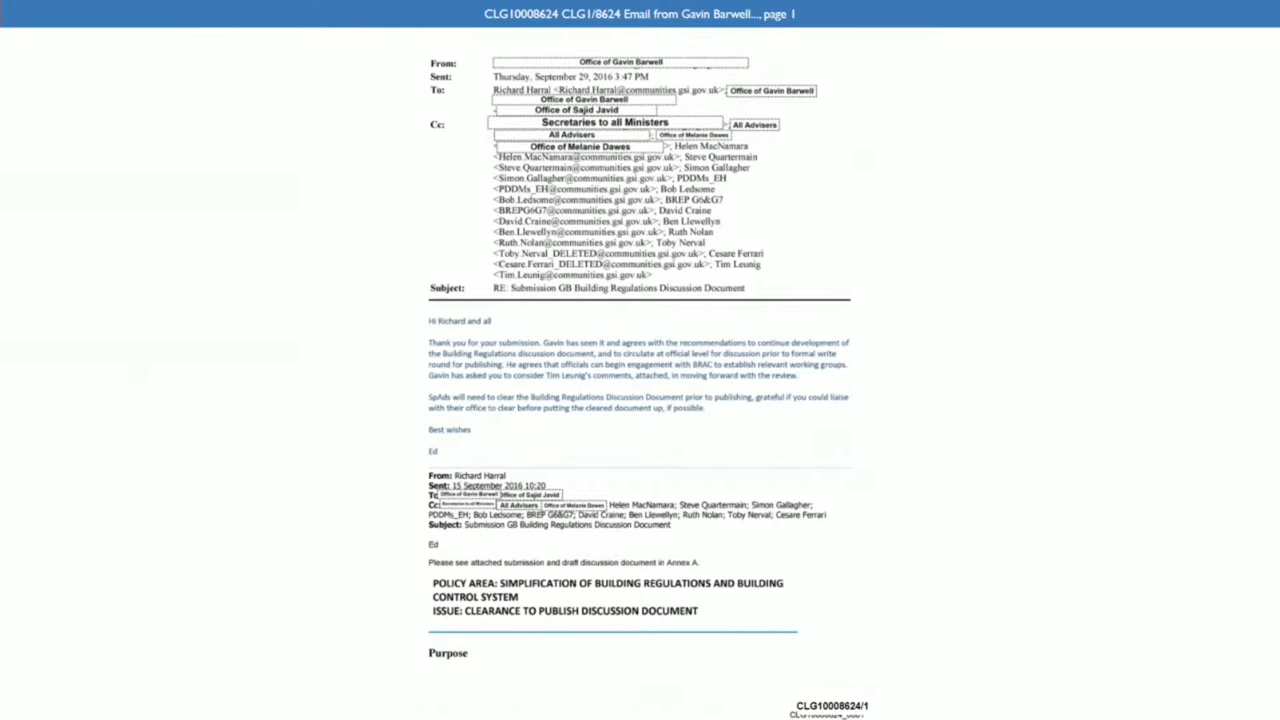 CLG10008624 CLG1/8624 Email from Gavin Barwell..., page 1
From: Office of Gavin Barwell
Sent: Thursday, September 29, 2016 3:47 PM
To: Richard Harral <Richard.Harral@communities.gsi.gov.uk>; Office of Gavin Barwell
Office of Gavin Barwell
Office of Sajid Javid
Cc: Secretaries to all Ministers All Advisers
All Advisers ; Office of Melanie Dawes
Office of Melanie Dawes >; Helen MacNamara
<Helen.MacNamara@communities.gsi.gov.uk>; Steve Quartermain
<Steve.Quartermain@communities.gsi.gov.uk>; Simon Gallagher
<Simon.Gallagher@communities.gsi.gov.uk>; PDDMs_EH
<PDDMs_EH@communities.gsi.gov.uk>; Bob Ledsome
<Bob.Ledsome@communities.gsi.gov.uk>; BREP G6&G7
<BREPG6G7@communities.gsi.gov.uk>; David Craine
<David.Craine@communities.gsi.gov.uk>; Ben Llewellyn
<Ben.Llewellyn@communities.gsi.gov.uk>; Ruth Nolan
<Ruth.Nolan@communities.gsi.gov.uk>; Toby Nerval
<Toby.Nerval_DELETED@communities.gsi.gov.uk>; Cesare Ferrari
<Cesare.Ferrari_DELETED@communities.gsi.gov.uk>; Tim Leunig
<Tim.Leunig@communities.gsi.gov.uk>
Subject: RE: Submission GB Building Regulations Discussion Document
Hi Richard and all
Thank you for your submission. Gavin has seen it and agrees with the recommendations to continue development of
the Building Regulations discussion document, and to circulate at official level for discussion prior to formal write
round for publishing. He agrees that officials can begin engagement with BRAC to establish relevant working groups.
Gavin has asked you to consider Tim Leunig's comments, attached, in moving forward with the review.
SpAds will need to clear the Building Regulations Discussion Document prior to publishing, grateful if you could liaise
with their office to clear before putting the cleared document up, if possible.
Best wishes
Ed
From: Richard Harral
Sent: 15 September 2016 10:20
To Office of Gavin Barwell Office of Sajid Javid
Cc: Secretaries to all Ministers All Advisers Office of Melanie Dawes Helen MacNamara; Steve Quartermain; Simon Gallagher;
PDDMs_EH; Bob Ledsome; BREP G6&G7; David Craine; Ben Llewellyn; Ruth Nolan; Toby Nerval; Cesare Ferrari
Subject: Submission GB Building Regulations Discussion Document
Ed
Please see attached submission and draft discussion document in Annex A.
POLICY AREA: SIMPLIFICATION OF BUILDING REGULATIONS AND BUILDING
CONTROL SYSTEM
ISSUE: CLEARANCE TO PUBLISH DISCUSSION DOCUMENT
Purpose
CLG10008624/1
CLG10008624_0001